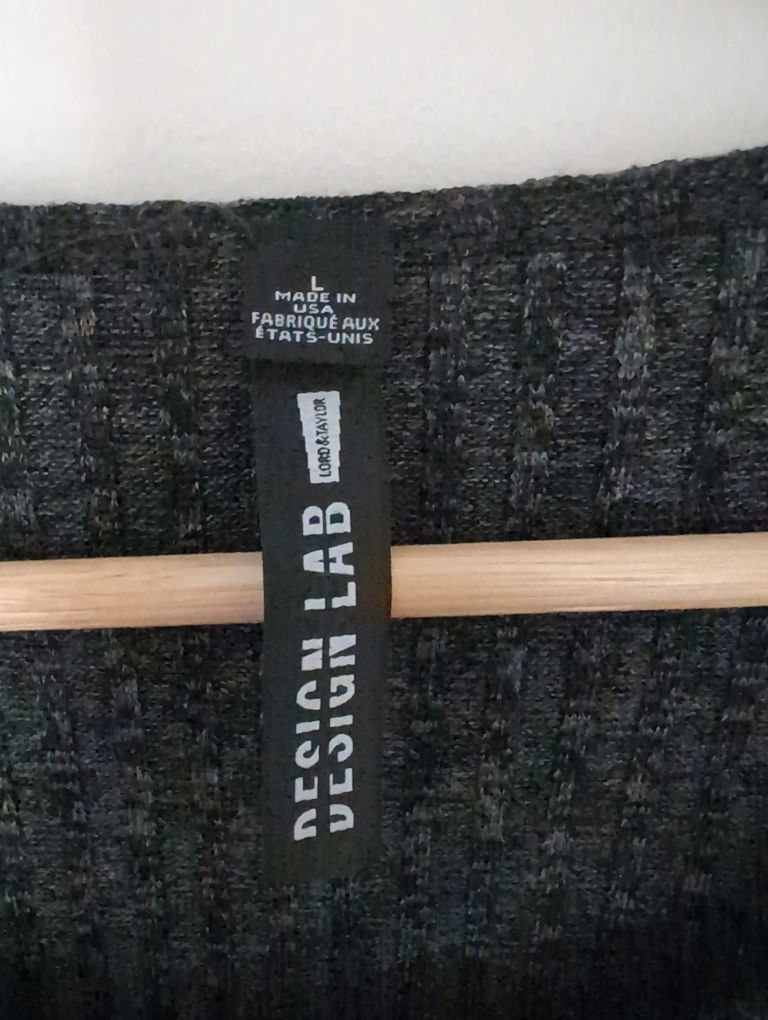 L
MADE IN
USA
FABRIQUÉ AUX
ÉTATS-UNIS
LORD & TAYLOR
DESIGN LAB
DESIGN LAB